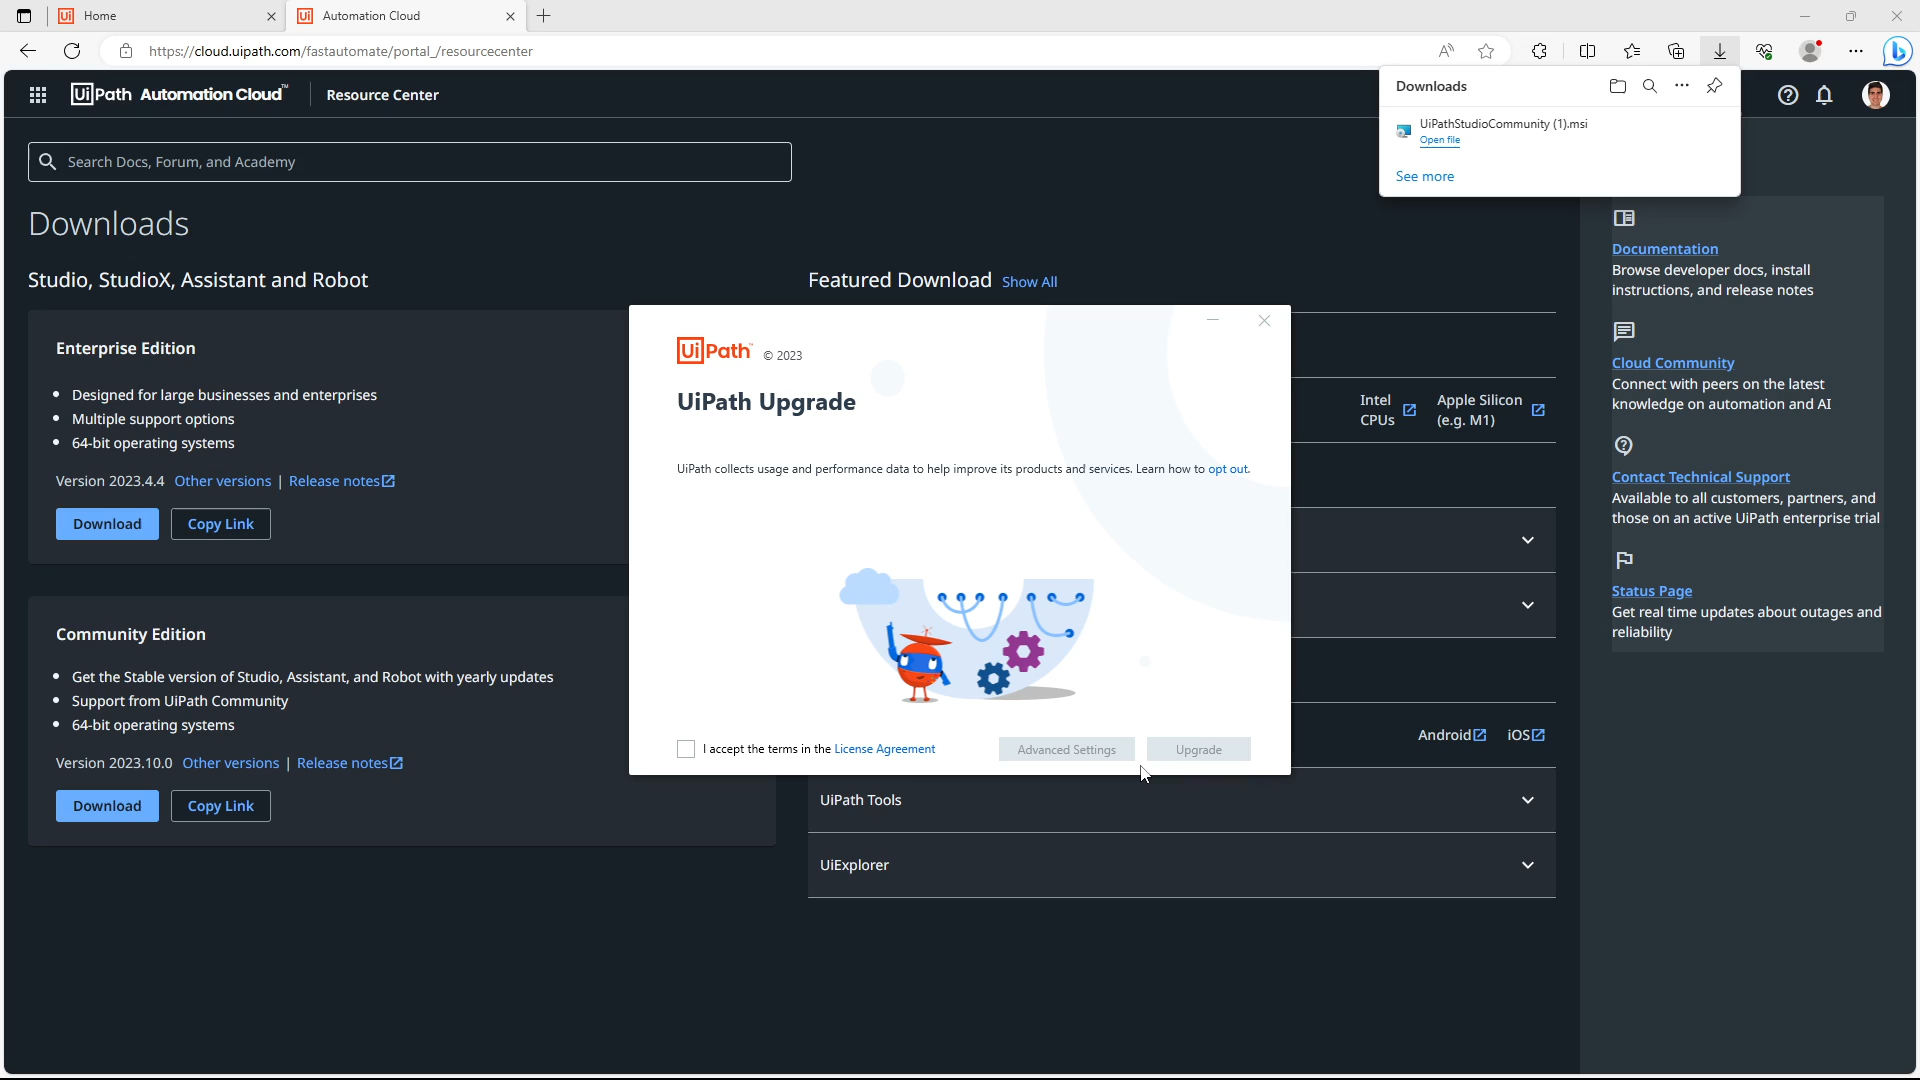 Home
Automation Cloud
https://cloud.uipath.com/fastautomate/portal_/resourcecenter
UiPath Automation Cloud™
Resource Center
Downloads
UiPathStudioCommunity (1).msi
Open file
See more
Search Docs, Forum, and Academy
Downloads
Studio, StudioX, Assistant and Robot
Enterprise Edition
• Designed for large businesses and enterprises
• Multiple support options
• 64-bit operating systems
Version 2023.4.4 Other versions | Release notes
Download Copy Link
Community Edition
• Get the Stable version of Studio, Assistant, and Robot with yearly updates
• Support from UiPath Community
• 64-bit operating systems
Version 2023.10.0 Other versions | Release notes
Download Copy Link
Featured Download Show All
Intel
CPUs
Apple Silicon
(e.g. M1)
Android iOS
UiPath Tools
UiExplorer
UiPath™ © 2023
UiPath Upgrade
UiPath collects usage and performance data to help improve its products and services. Learn how to opt out.
I accept the terms in the License Agreement
Advanced Settings Upgrade
Documentation
Browse developer docs, install
instructions, and release notes
Cloud Community
Connect with peers on the latest
knowledge on automation and AI
Contact Technical Support
Available to all customers, partners, and
those on an active UiPath enterprise trial
Status Page
Get real time updates about outages and
reliability